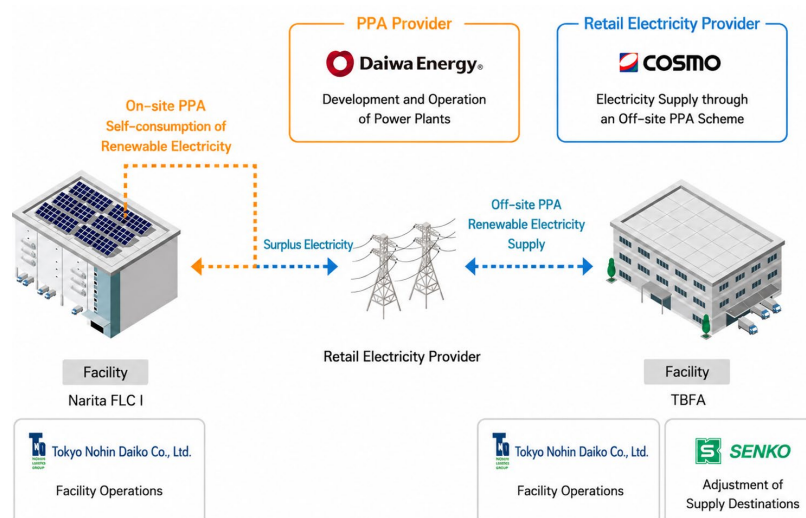 PPA Provider
Daiwa Energy®
Development and Operation
of Power Plants
Retail Electricity Provider
COSMO
Electricity Supply through
an Off-site PPA Scheme
On-site PPA
Self-consumption of
Renewable Electricity
Surplus Electricity
Off-site PPA
Renewable Electricity
Supply
Retail Electricity Provider
Facility
Narita FLC I
Facility
TBFA
Tokyo Nohin Daiko Co., Ltd.
Facility Operations
Tokyo Nohin Daiko Co., Ltd.
Facility Operations
SENKO
Adjustment of
Supply Destinations